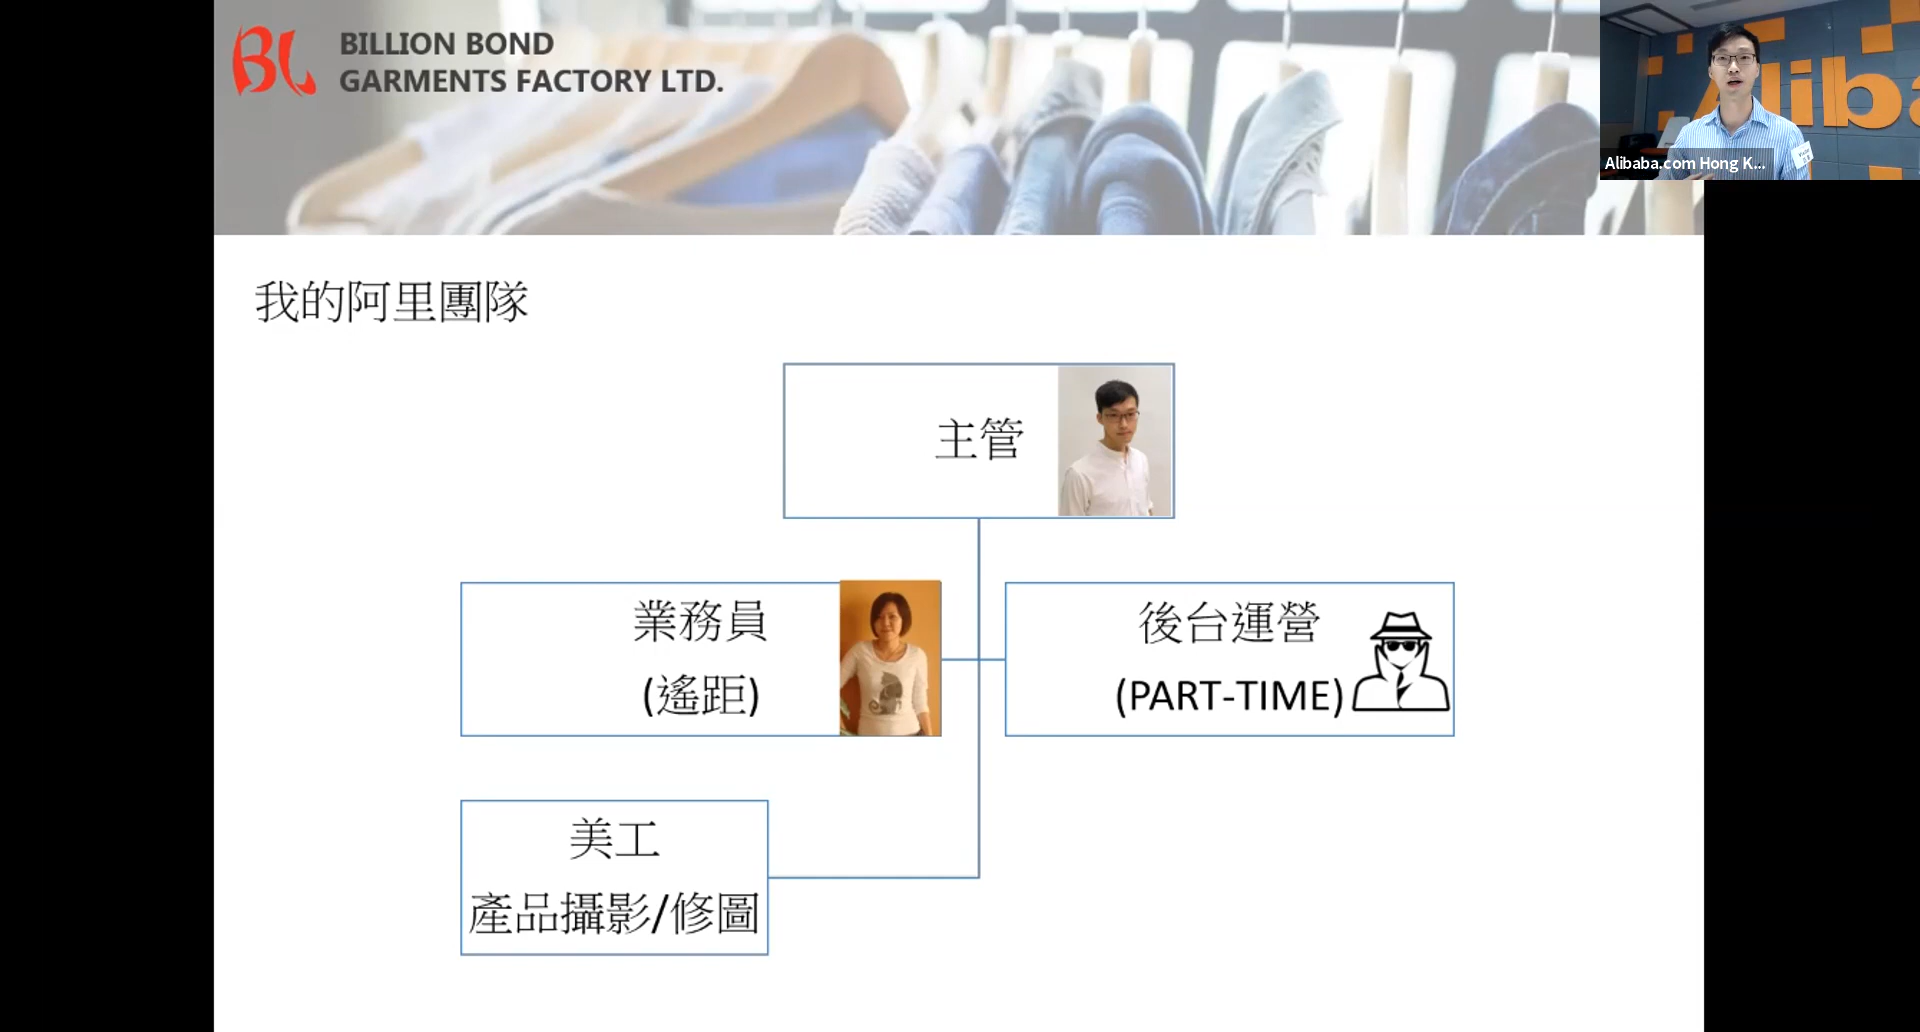 BL
BILLION BOND
GARMENTS FACTORY LTD.
Aliba
Alibaba.com Hong K...
我的阿里團隊
主管
業務員
(遙距)
後台運營
(PART-TIME)
美工
產品攝影/修圖